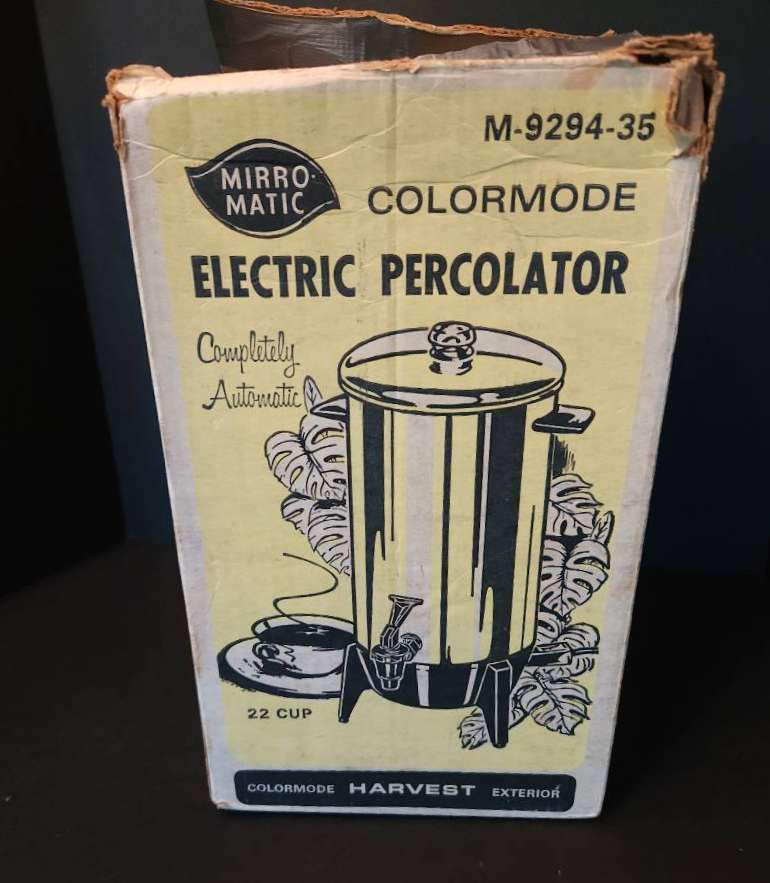 M-9294-35
MIRRO-
MATIC
COLORMODE
ELECTRIC PERCOLATOR
Completely
Automatic
22 CUP
COLORMODE HARVEST EXTERIOR